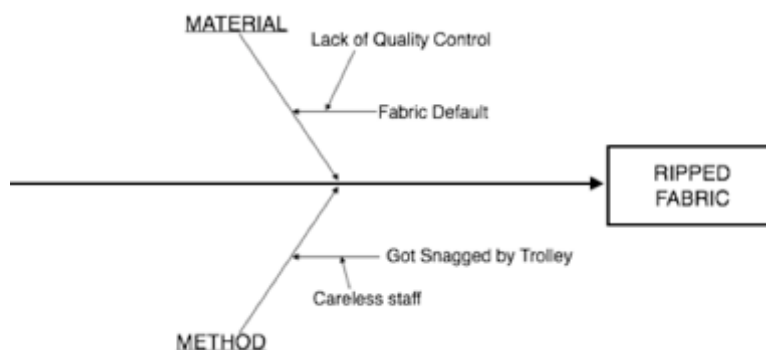 MATERIAL
Lack of Quality Control
Fabric Default
RIPPED
FABRIC
Got Snagged by Trolley
Careless staff
METHOD